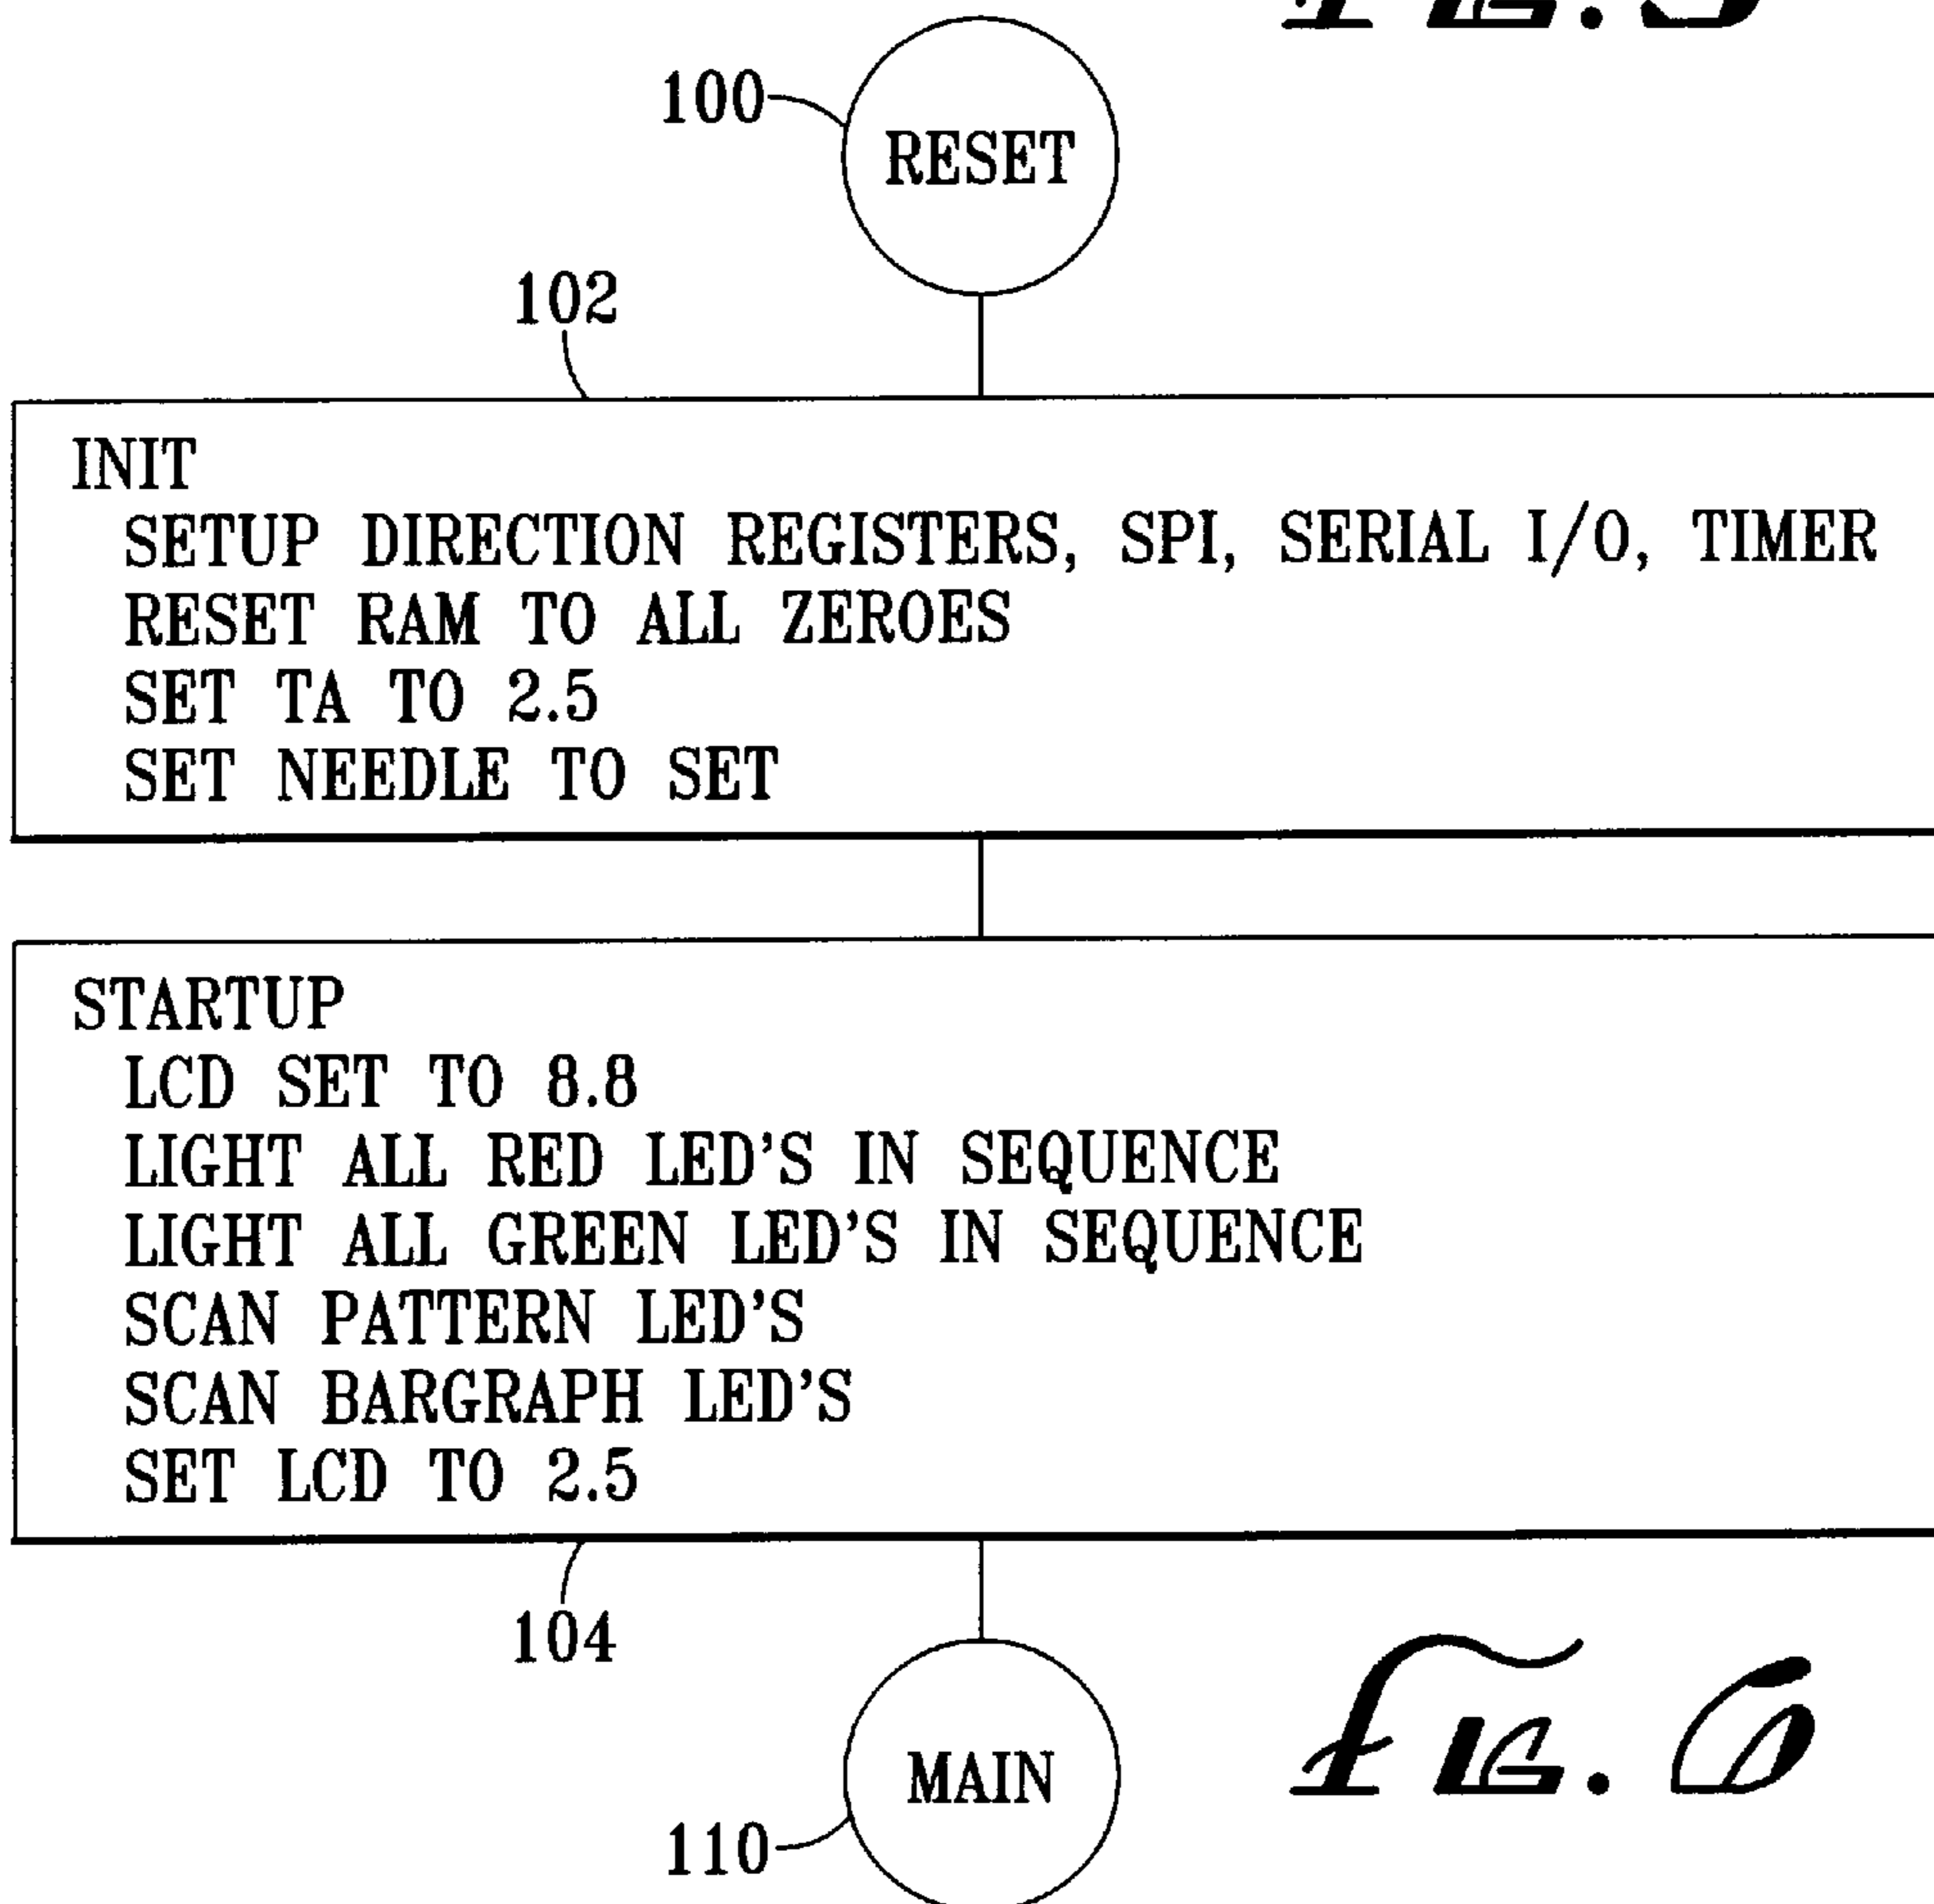 100
RESET
102
INIT
SETUP DIRECTION REGISTERS, SPI, SERIAL I/O, TIMER
RESET RAM TO ALL ZEROES
SET TA TO 2.5
SET NEEDLE TO SET
STARTUP
LCD SET TO 8.8
LIGHT ALL RED LED'S IN SEQUENCE
LIGHT ALL GREEN LED'S IN SEQUENCE
SCAN PATTERN LED'S
SCAN BARGRAPH LED'S
SET LCD TO 2.5
104
MAIN
110
FIG. 6